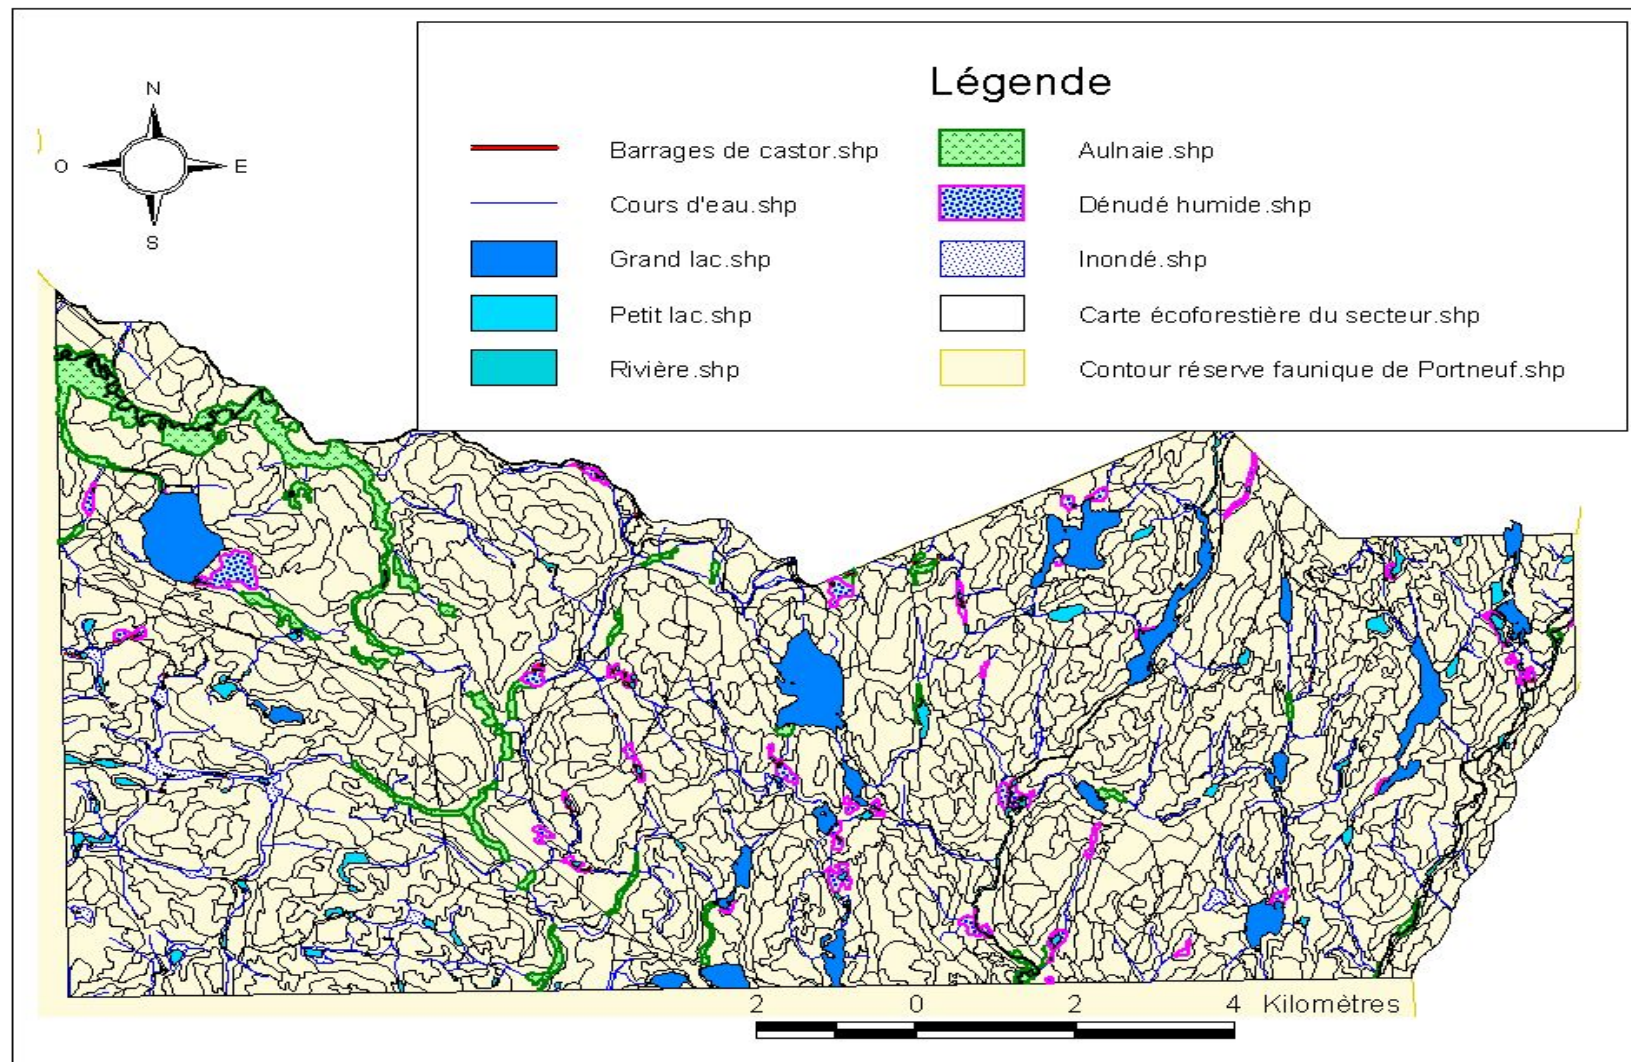 Légende
N
O
E
S
Barrages de castor.shp
Cours d'eau.shp
Grand lac.shp
Petit lac.shp
Rivière.shp
Aulnaie.shp
Dénudé humide.shp
Inondé.shp
Carte écoforestière du secteur.shp
Contour réserve faunique de Portneuf.shp
2 0 2 4 Kilomètres